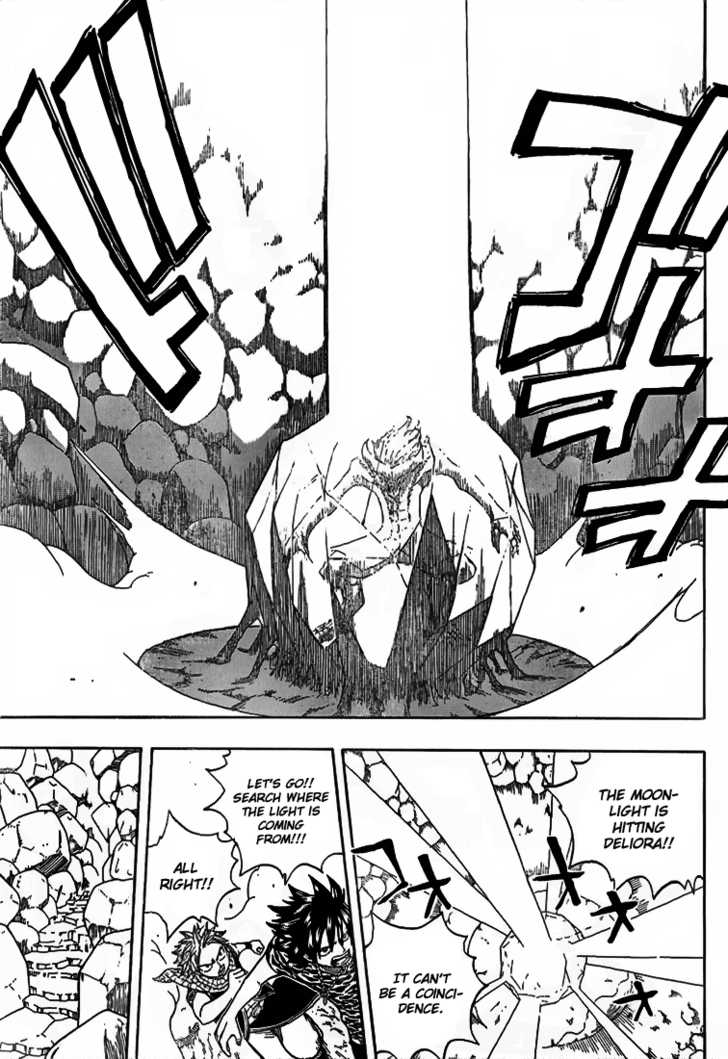 THE MOON-
LIGHT IS
HITTING
DELIORA!!
IT CAN'T
BE A COINCI-
DENCE.
LET'S GO!!
SEARCH WHERE
THE LIGHT IS
COMING
FROM!!!
ALL
RIGHT!!